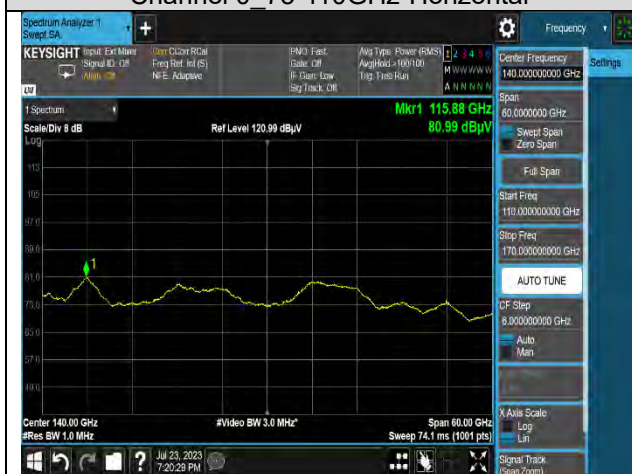 Spectrum Analyzer 1
Swept SA
Frequency
KEYSIGHT
Input: Ext Mixer
Signal ID: Off
Atten: Off
Corr CCorr RCal
Freq Ref: Int (S)
NFE: Adaptive
PNO: Fast
Gate: Off
IF Gain: Low
Sig Track: Off
Avg Type: Power (RMS)
Avg|Hold:>100/100
Trig: Free Run
1 2 3 4 5 6
M W W W W W
A N N N N N
LXI
1 Spectrum
Scale/Div 8 dB
Ref Level 120.99 dBµV
Mkr1 115.88 GHz
80.99 dBµV
Log
113
105
97.0
89.0
81.0
73.0
65.0
57.0
49.0
1
Center 140.00 GHz
#Res BW 1.0 MHz
#Video BW 3.0 MHz*
Span 60.00 GHz
Sweep 74.1 ms (1001 pts)
Jul 23, 2023
7:20:29 PM
Center Frequency
140.000000000 GHz
Settings
Span
60.0000000 GHz
Swept Span
Zero Span
Full Span
Start Freq
110.000000000 GHz
Stop Freq
170.000000000 GHz
AUTO TUNE
CF Step
6.000000000 GHz
Auto
Man
X Axis Scale
Log
Lin
Signal Track
(Span Zoom)